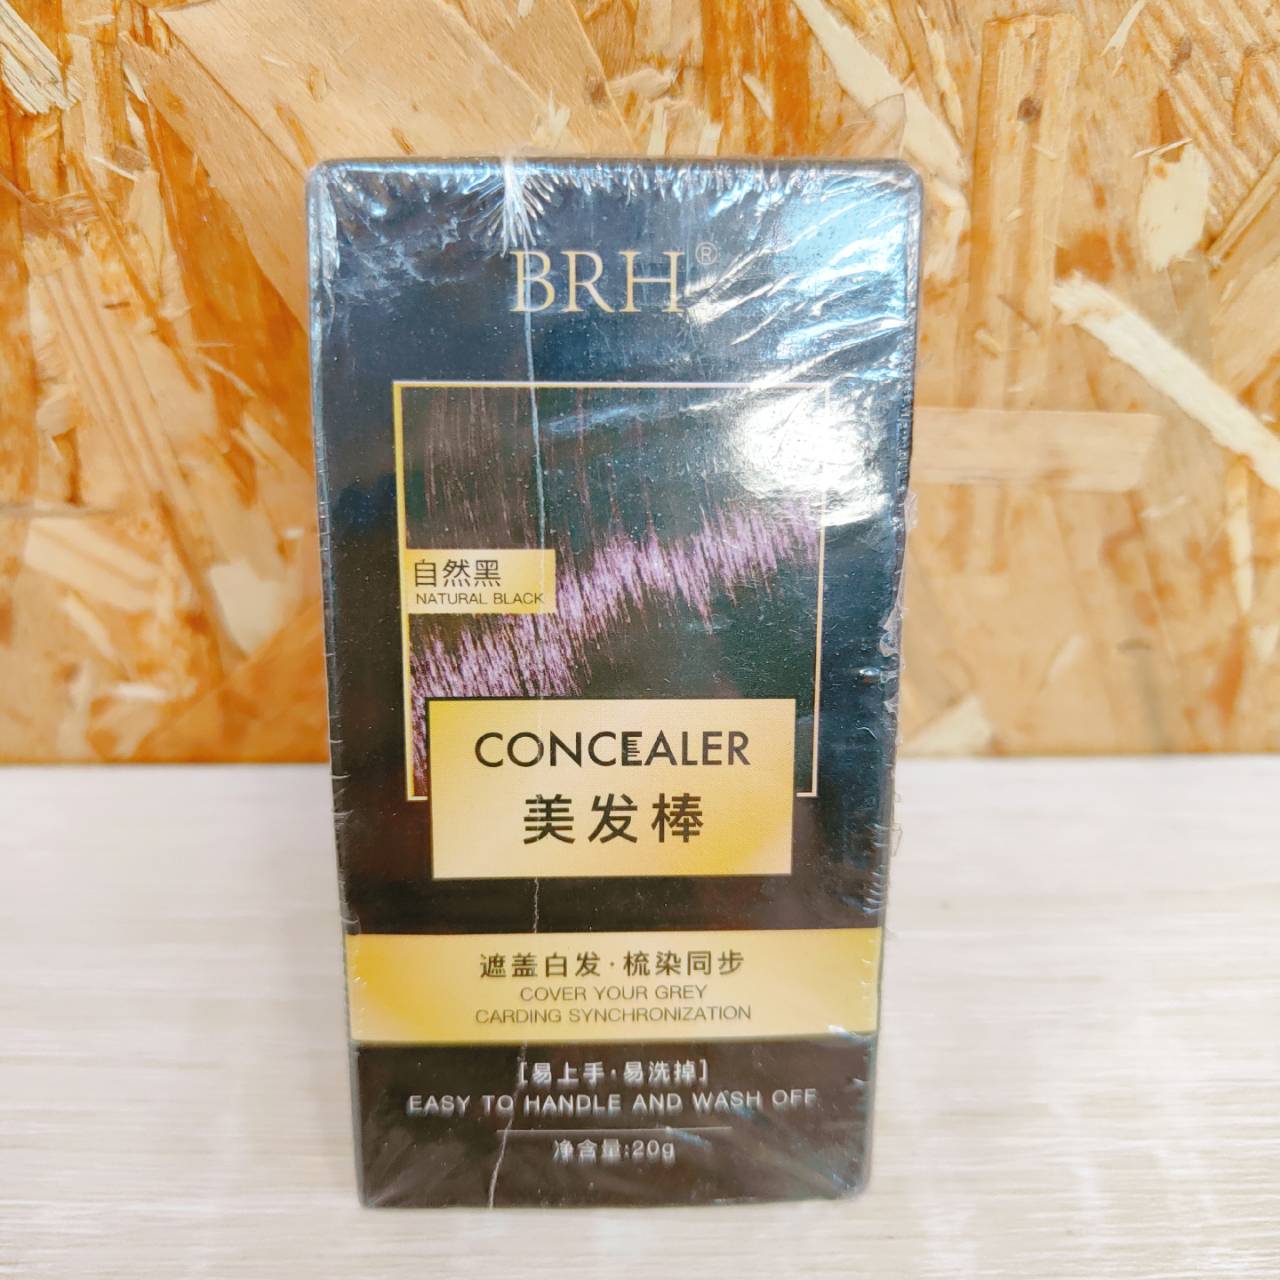 BRH®
自然黑
NATURAL BLACK
CONCEALER
美发棒
遮盖白发·梳染同步
COVER YOUR GREY
CARDING SYNCHRONIZATION
[易上手·易洗掉]
EASY TO HANDLE AND WASH OFF
净含量:20g